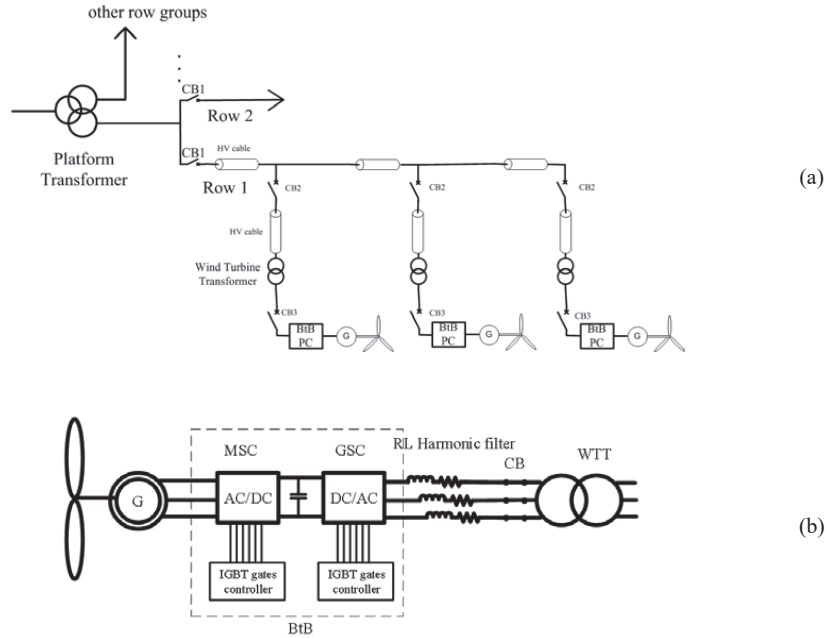 other row groups
CB1
Row 2
CB1
HV cable
Platform
Transformer
Row 1
CB2
CB2
CB2
HV cable
Wind Turbine
Transformer
CB3
CB3
CB3
BtB
PC
G
BtB
PC
G
BtB
PC
G
(a)
MSC
GSC
RL Harmonic filter
WTT
CB
G
AC/DC
DC/AC
IGBT gates
controller
IGBT gates
controller
BtB
(b)